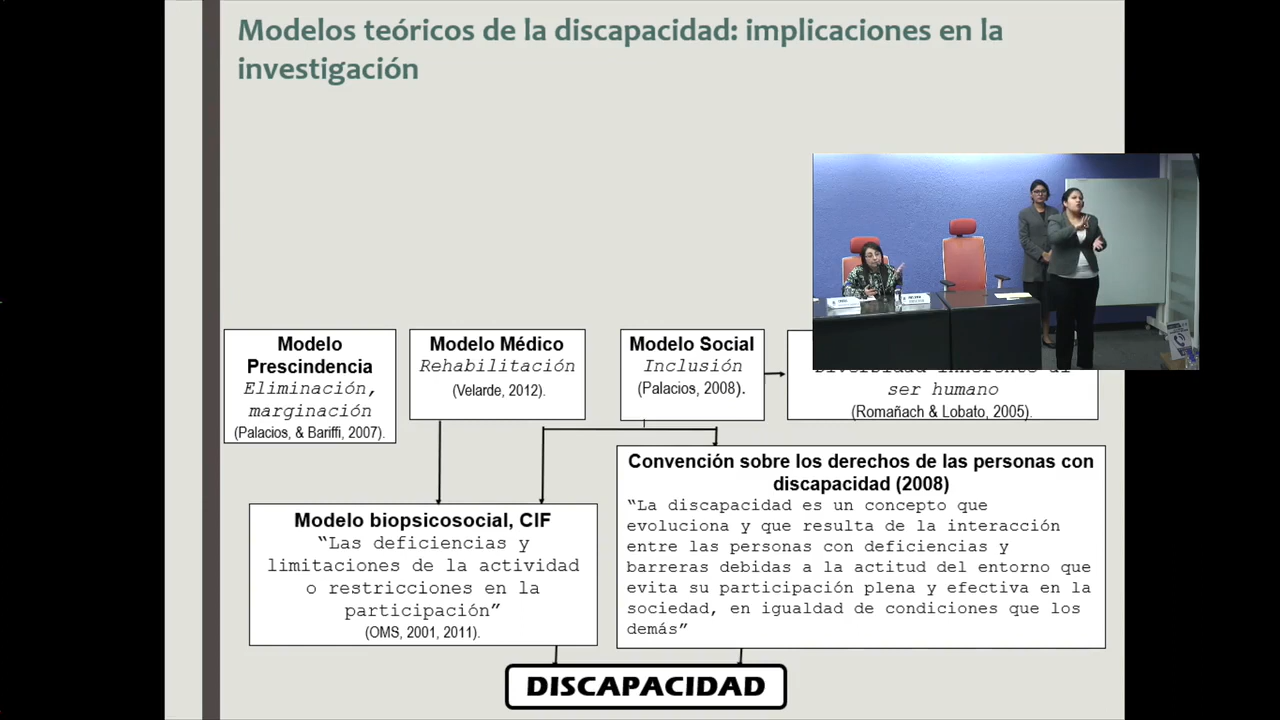 Modelos teóricos de la discapacidad: implicaciones en la
investigación
Modelo
Prescindencia
Eliminación,
marginación
(Palacios, & Bariffi, 2007).
Modelo Médico
Rehabilitación
(Velarde, 2012).
Modelo Social
Inclusión
(Palacios, 2008).
ser humano
(Romañach & Lobato, 2005).
Modelo biopsicosocial, CIF
“Las deficiencias y
limitaciones de la actividad
o restricciones en la
participación”
(OMS, 2001, 2011).
Convención sobre los derechos de las personas con
discapacidad (2008)
“La discapacidad es un concepto que
evoluciona y que resulta de la interacción
entre las personas con deficiencias y
barreras debidas a la actitud del entorno que
evita su participación plena y efectiva en la
sociedad, en igualdad de condiciones que los
demás”
DISCAPACIDAD